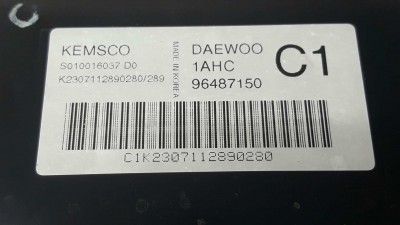 KEMSCO
S010016037 D0
K2307112890280/289
MADE IN KOREA
DAEWOO
1AHC
96487150
C1
C1K2307112890280